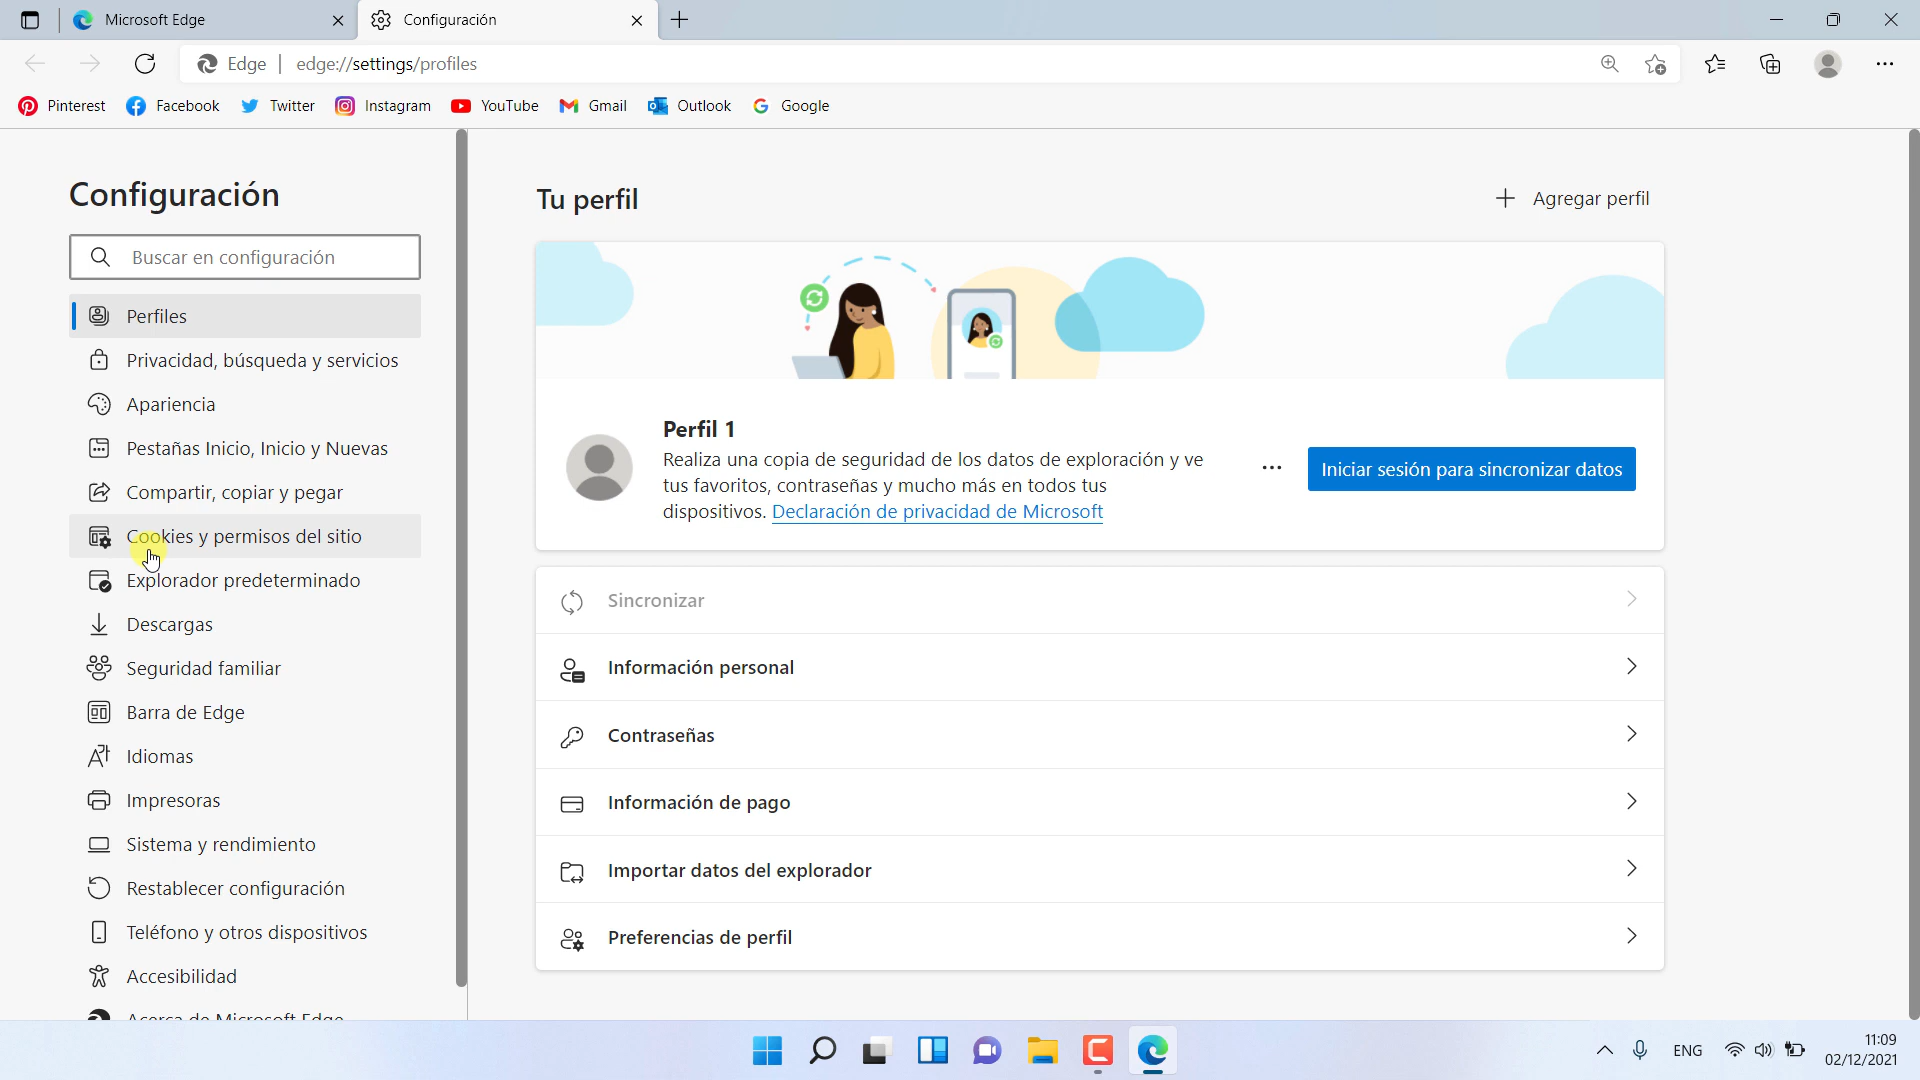 Microsoft Edge
Configuración
Edge
edge://settings/profiles
Pinterest
Facebook
Twitter
Instagram
YouTube
Gmail
Outlook
Google
Configuración
Buscar en configuración
Perfiles
Privacidad, búsqueda y servicios
Apariencia
Pestañas Inicio, Inicio y Nuevas
Compartir, copiar y pegar
Cookies y permisos del sitio
Explorador predeterminado
Descargas
Seguridad familiar
Barra de Edge
Idiomas
Impresoras
Sistema y rendimiento
Restablecer configuración
Teléfono y otros dispositivos
Accesibilidad
Acerca de Microsoft Edge
Tu perfil
Agregar perfil
Perfil 1
Realiza una copia de seguridad de los datos de exploración y ve
tus favoritos, contraseñas y mucho más en todos tus
dispositivos. Declaración de privacidad de Microsoft
Iniciar sesión para sincronizar datos
Sincronizar
Información personal
Contraseñas
Información de pago
Importar datos del explorador
Preferencias de perfil
ENG
11:09
02/12/2021